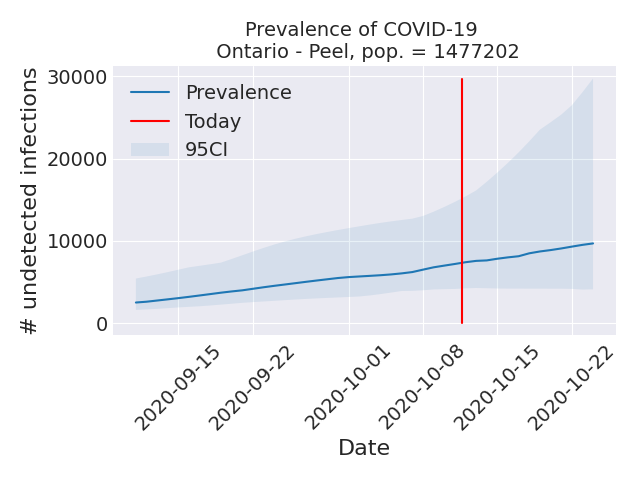 Prevalence of COVID-19
Ontario - Peel, pop. = 1477202
# undetected infections
30000
20000
10000
0
Prevalence
Today
95CI
2020-09-15
2020-09-22
2020-10-01
2020-10-08
2020-10-15
2020-10-22
Date